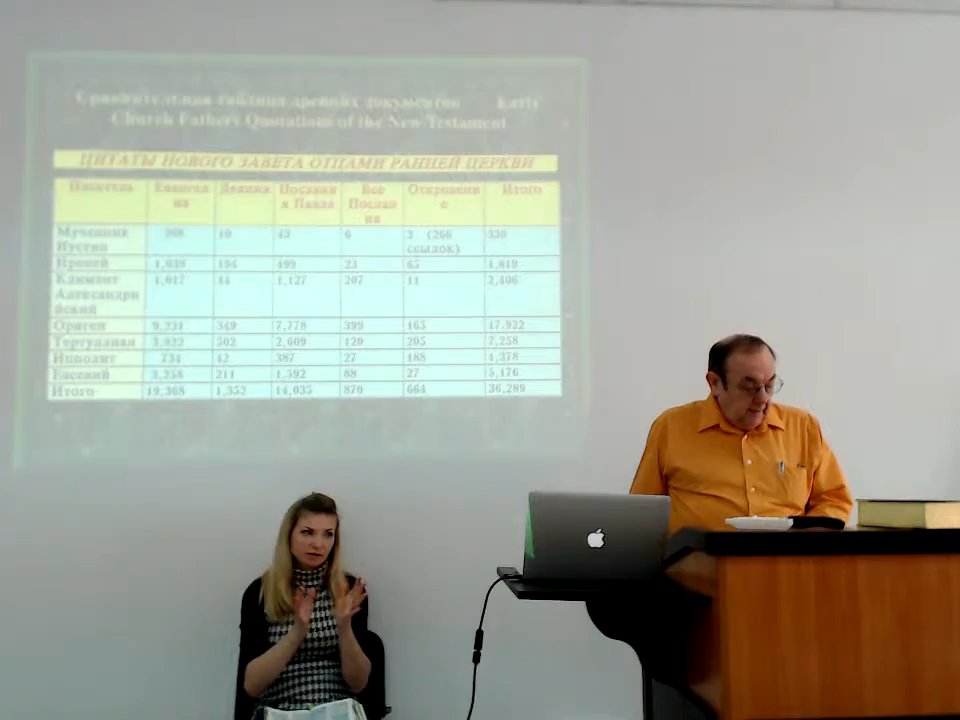 Сравнительная таблица древних документов Early
Church Fathers Quotations of the New Testament
ЦИТАТЫ НОВОГО ЗАВЕТА ОТЦАМИ РАННЕЙ ЦЕРКВИ
Писатель Евангелия Деяния Послания Павла Все Послания Откровение Итого
Мученник Иустин 268 10 43 6 3 (266 ссылок) 330
Иреней 1,038 194 499 23 65 1,819
Климент Александрийский 1,017 44 1,127 207 11 2,406
Ориген 9,231 349 7,778 399 165 17,922
Тертулиана 3,822 502 2,609 120 205 7,258
Ипполит 734 42 387 27 188 1,378
Евсевий 3,258 211 1,592 88 27 5,176
Итого 19,368 1,352 14,035 870 664 36,289